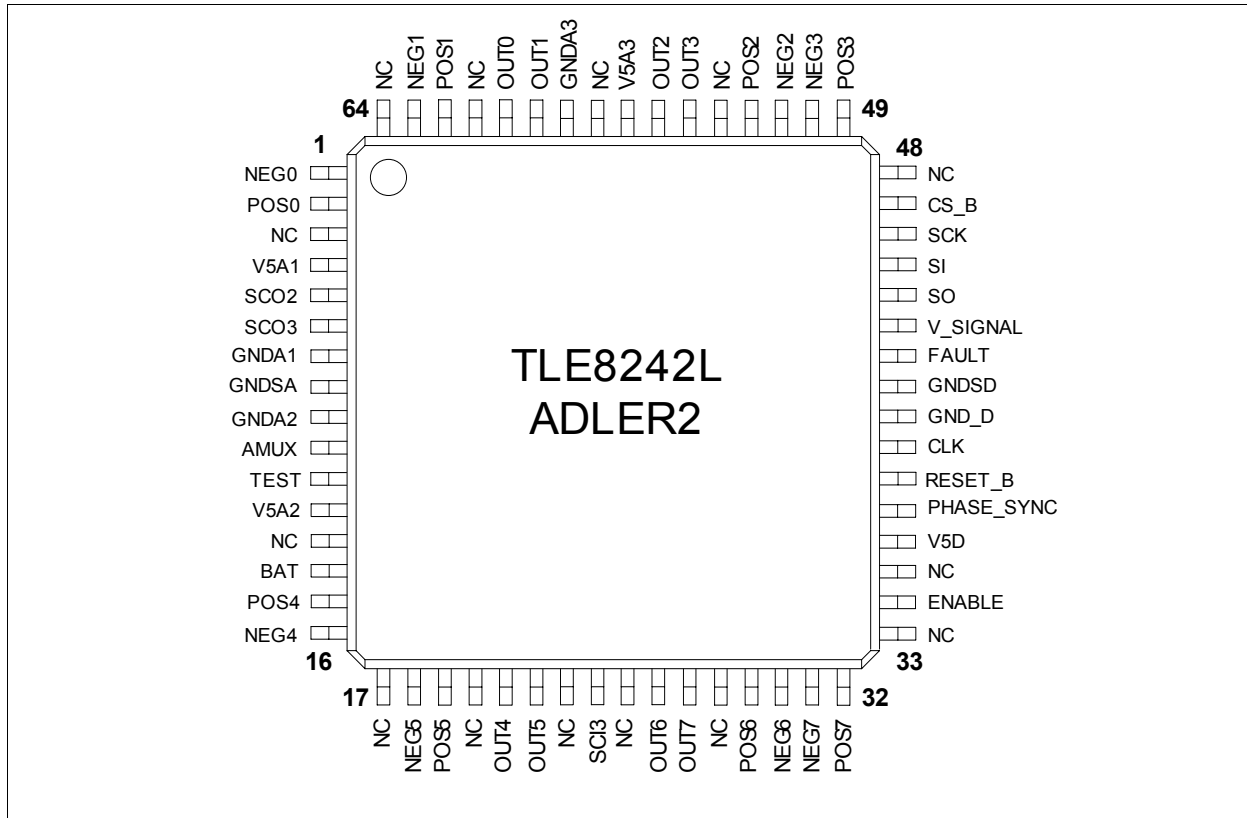 NC
NEG1
POS1
NC
OUT0
OUT1
GNDA3
NC
V5A3
OUT2
OUT3
NC
POS2
NEG2
NEG3
POS3
64
49
1
48
NEG0
POS0
NC
V5A1
SCO2
SCO3
GNDA1
GNDSA
GNDA2
AMUX
TEST
V5A2
NC
BAT
POS4
NEG4
TLE8242L
ADLER2
NC
CS_B
SCK
SI
SO
V_SIGNAL
FAULT
GNDSD
GND_D
CLK
RESET_B
PHASE_SYNC
V5D
NC
ENABLE
NC
16
33
17
32
NC
NEG5
POS5
NC
OUT4
OUT5
NC
SCI3
NC
OUT6
OUT7
NC
POS6
NEG6
NEG7
POS7